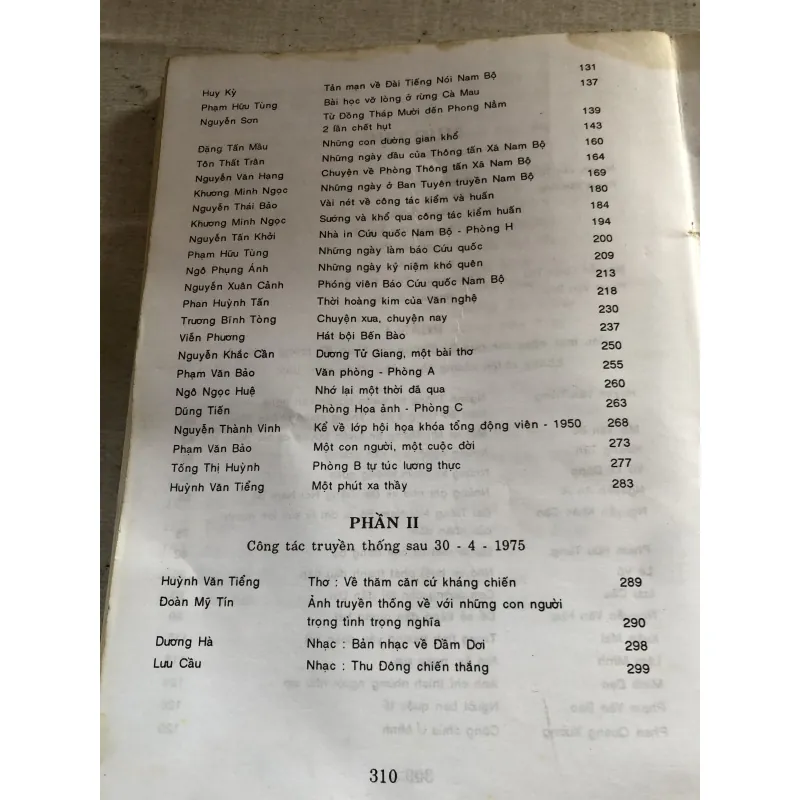 Huy Kỳ Tản mạn về Đài Tiếng Nói Nam Bộ 131
Phạm Hữu Tùng Bài học vỡ lòng ở rừng Cà Mau 137
Nguyễn Sơn Từ Đồng Tháp Mười đến Phong Nẫm
2 lần chết hụt 139
Đặng Tấn Mẫu Những con đường gian khổ 143
Tôn Thất Trân Những ngày đầu của Thông tấn Xã Nam Bộ 160
Nguyễn Văn Hạng Chuyện về Phòng Thông tấn Xã Nam Bộ 164
Khương Minh Ngọc Những ngày ở Ban Tuyên truyền Nam Bộ 169
Nguyễn Thái Bảo Vài nét về công tác kiểm và huấn 180
Khương Minh Ngọc Sướng và khổ qua công tác kiểm huấn 184
Nguyễn Tấn Khởi Nhà in Cứu quốc Nam Bộ - Phòng H 194
Phạm Hữu Tùng Những ngày làm báo Cứu quốc 200
Ngô Phụng Ánh Những ngày kỷ niệm khó quên 209
Nguyễn Xuân Cảnh Phóng viên Báo Cứu quốc Nam Bộ 213
Phan Huỳnh Tấn Thời hoàng kim của Văn nghệ 218
Trương Bỉnh Tòng Chuyện xưa, chuyện nay 230
Viễn Phương Hát bội Bến Bào 237
Nguyễn Khắc Cần Dương Tử Giang, một bài thơ 250
Phạm Văn Bảo Văn phòng - Phòng A 255
Ngô Ngọc Huệ Nhớ lại một thời đã qua 260
Dũng Tiến Phòng Họa ảnh - Phòng C 263
Nguyễn Thành Vinh Kể về lớp hội họa khóa tổng động viên - 1950 268
Phạm Văn Bảo Một con người, một cuộc đời 273
Tống Thị Huỳnh Phòng B tự túc lương thực 277
Huỳnh Văn Tiểng Một phút xa thầy 283
PHẦN II
Công tác truyền thống sau 30 - 4 - 1975
Huỳnh Văn Tiểng Thơ : Về thăm căn cứ kháng chiến 289
Đoàn Mỹ Tín Ảnh truyền thống về với những con người
trọng tình trọng nghĩa 290
Dương Hà Nhạc : Bản nhạc về Đầm Dơi 298
Lưu Cầu Nhạc : Thu Đông chiến thắng 299
310